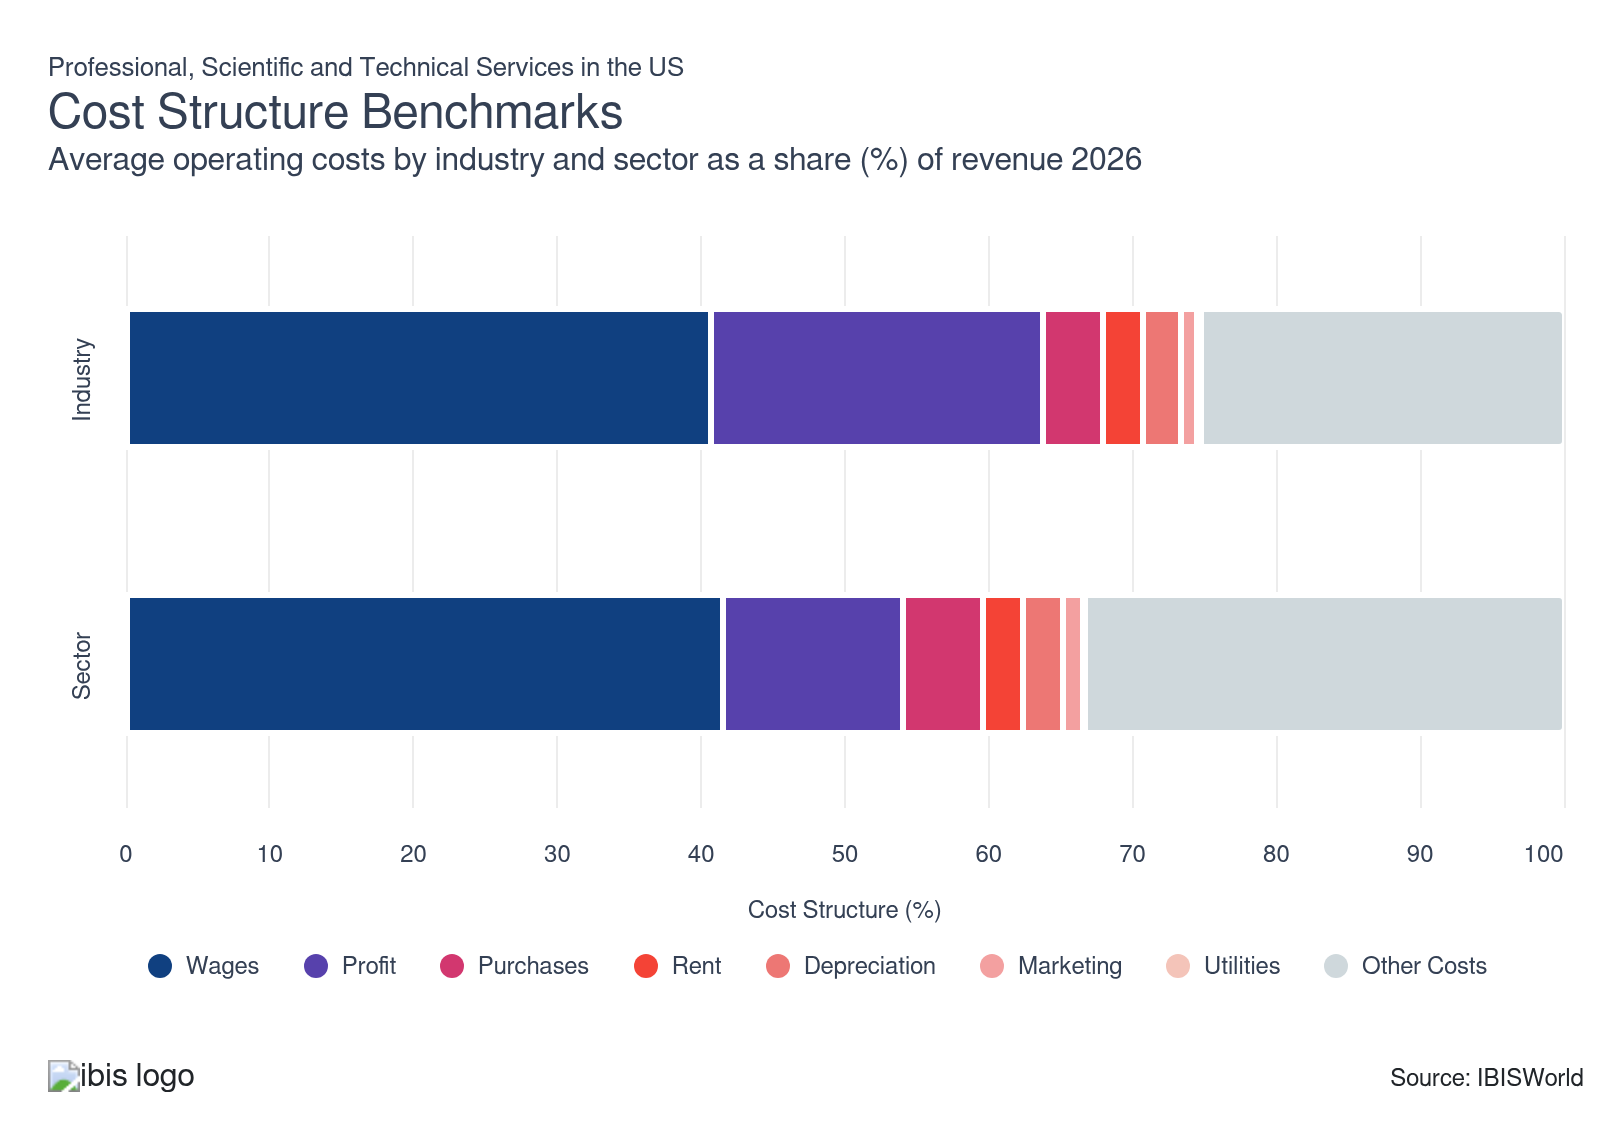 Professional, Scientific and Technical Services in the US
Cost Structure Benchmarks
Average operating costs by industry and sector as a share (%) of revenue 2026
Industry
Sector
0 10 20 30 40 50 60 70 80 90 100
Cost Structure (%)
Wages Profit Purchases Rent Depreciation Marketing Utilities Other Costs
ibis logo
Source: IBISWorld